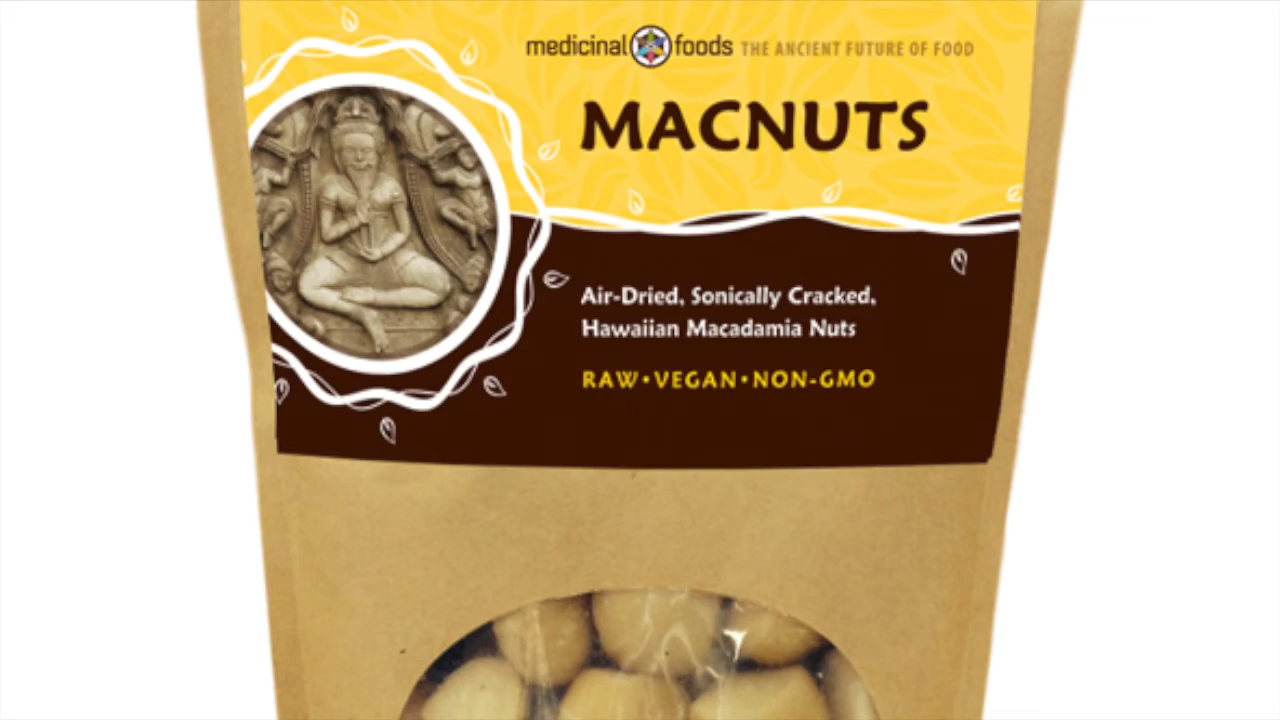 medicinal foods THE ANCIENT FUTURE OF FOOD
MACNUTS
Air-Dried, Sonically Cracked,
Hawaiian Macadamia Nuts
RAW•VEGAN•NON-GMO